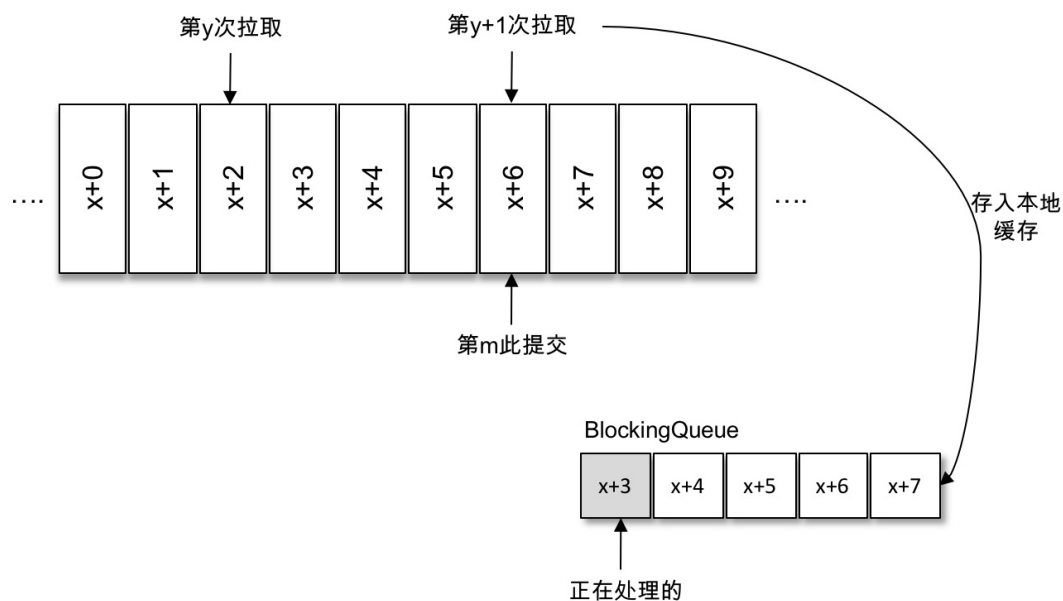 第y次拉取
第y+1次拉取
....
x+0
x+1
x+2
x+3
x+4
x+5
x+6
x+7
x+8
x+9
....
存入本地
缓存
第m此提交
BlockingQueue
x+3
x+4
x+5
x+6
x+7
正在处理的